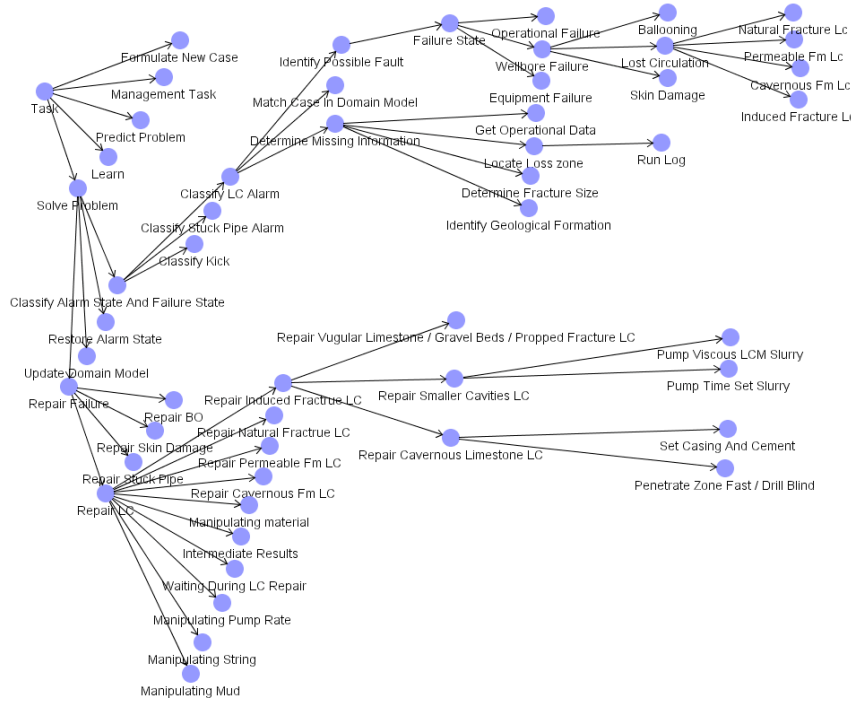 Ballooning
Natural Fracture Lc
Operational Failure
Failure State
Formulate New Case
Identify Possible Fault
Wellbore Failure
Lost Circulation
Permeable Fm Lc
Cavernous Fm Lc
Skin Damage
Management Task
Match Case In Domain Model
Equipment Failure
Task
Induced Fracture Lc
Predict Problem
Determine Missing Information
Get Operational Data
Locate Loss zone
Run Log
Learn
Classify LC Alarm
Determine Fracture Size
Solve Problem
Classify Stuck Pipe Alarm
Identify Geological Formation
Classify Kick
Classify Alarm State And Failure State
Restore Alarm State
Repair Vugular Limestone / Gravel Beds / Propped Fracture LC
Pump Viscous LCM Slurry
Update Domain Model
Repair Failure
Repair Induced Fractrue LC
Repair Smaller Cavities LC
Pump Time Set Slurry
Repair BO
Repair Natural Fractrue LC
Repair Skin Damage
Set Casing And Cement
Repair Cavernous Limestone LC
Repair Permeable Fm LC
Repair Stuck Pipe
Penetrate Zone Fast / Drill Blind
Repair Cavernous Fm LC
Repair LC
Manipulating material
Intermediate Results
Waiting During LC Repair
Manipulating Pump Rate
Manipulating String
Manipulating Mud